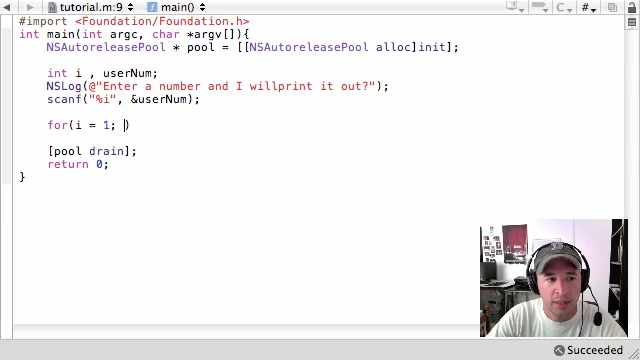 tutorial.m:9 main()
#import <Foundation/Foundation.h>
int main(int argc, char *argv[]){
NSAutoreleasePool * pool = [[NSAutoreleasePool alloc]init];
int i , userNum;
NSLog(@"Enter a number and I willprint it out?");
scanf("%i", &userNum);
for(i = 1; )
[pool drain];
return 0;
}
Succeeded